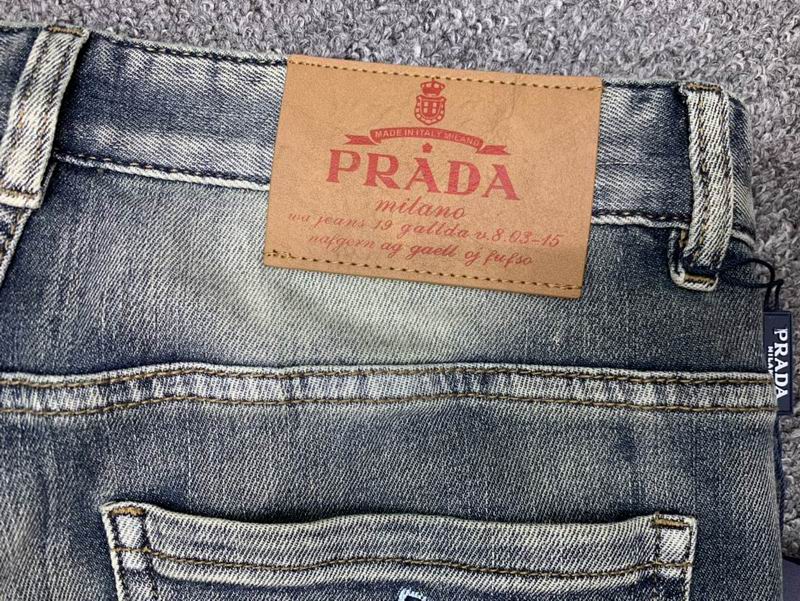 MADE IN ITALY MILANO
PRADA
milano
wa jeans 19 gallda v.8.03-15
nafgern ag gaell oj fufso
PRADA
MILANO